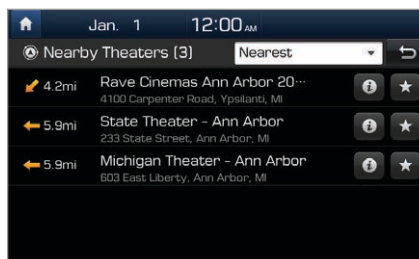 Jan. 1 12:00 AM
Nearby Theaters (3) Nearest
4.2mi Rave Cinemas Ann Arbor 20···
4100 Carpenter Road, Ypsilanti, MI
5.9mi State Theater - Ann Arbor
233 State Street, Ann Arbor, MI
5.9mi Michigan Theater - Ann Arbor
603 East Liberty, Ann Arbor, MI